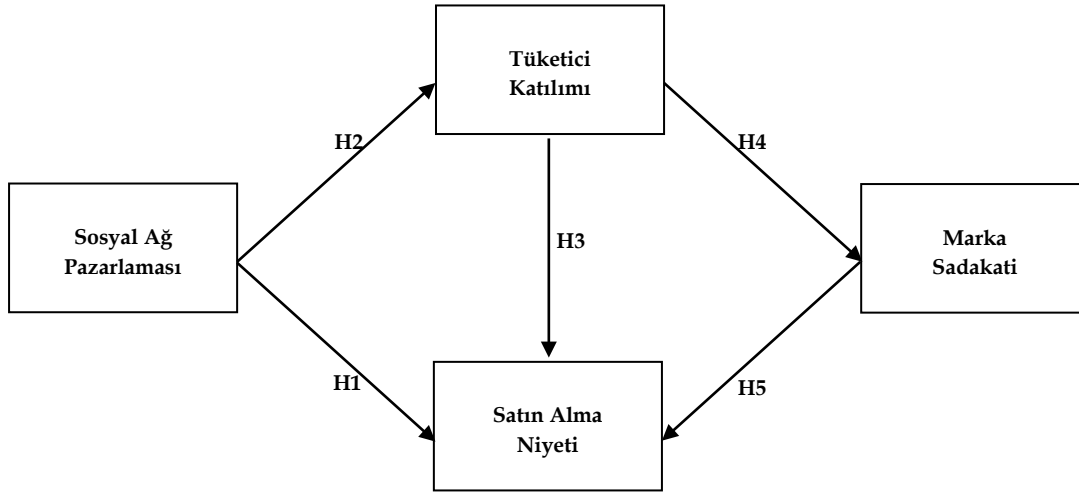 Tüketici
Katılımı
H2
H4
Sosyal Ağ
Pazarlaması
H3
Marka
Sadakati
H1
H5
Satın Alma
Niyeti